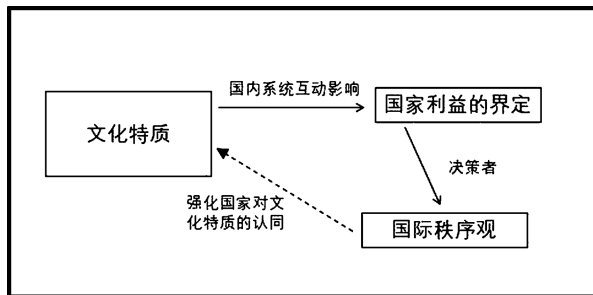 国内系统互动影响
文化特质
国家利益的界定
决策者
强化国家对文
化特质的认同
国际秩序观